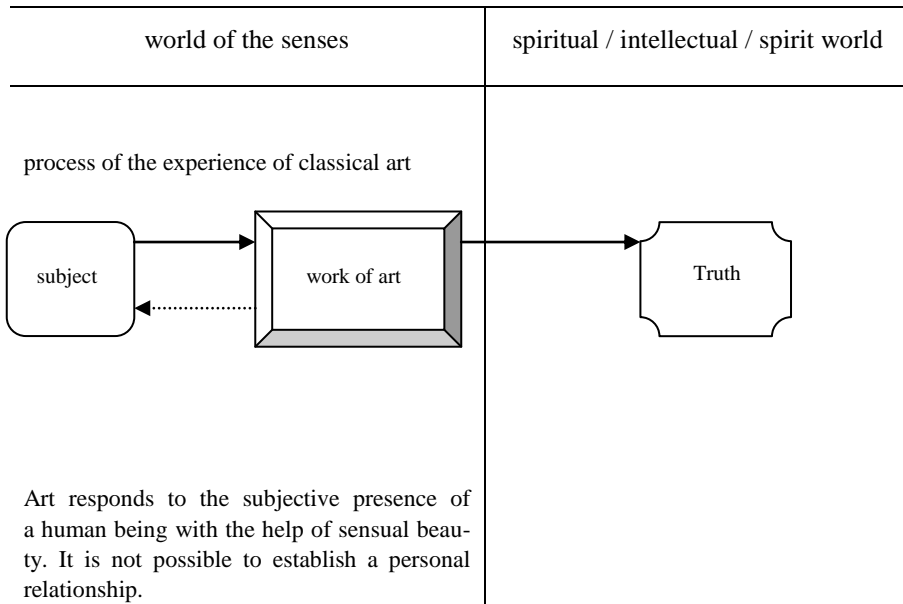 world of the senses
spiritual / intellectual / spirit world
process of the experience of classical art
subject
work of art
Truth
Art responds to the subjective presence of
a human being with the help of sensual beau-
ty. It is not possible to establish a personal
relationship.